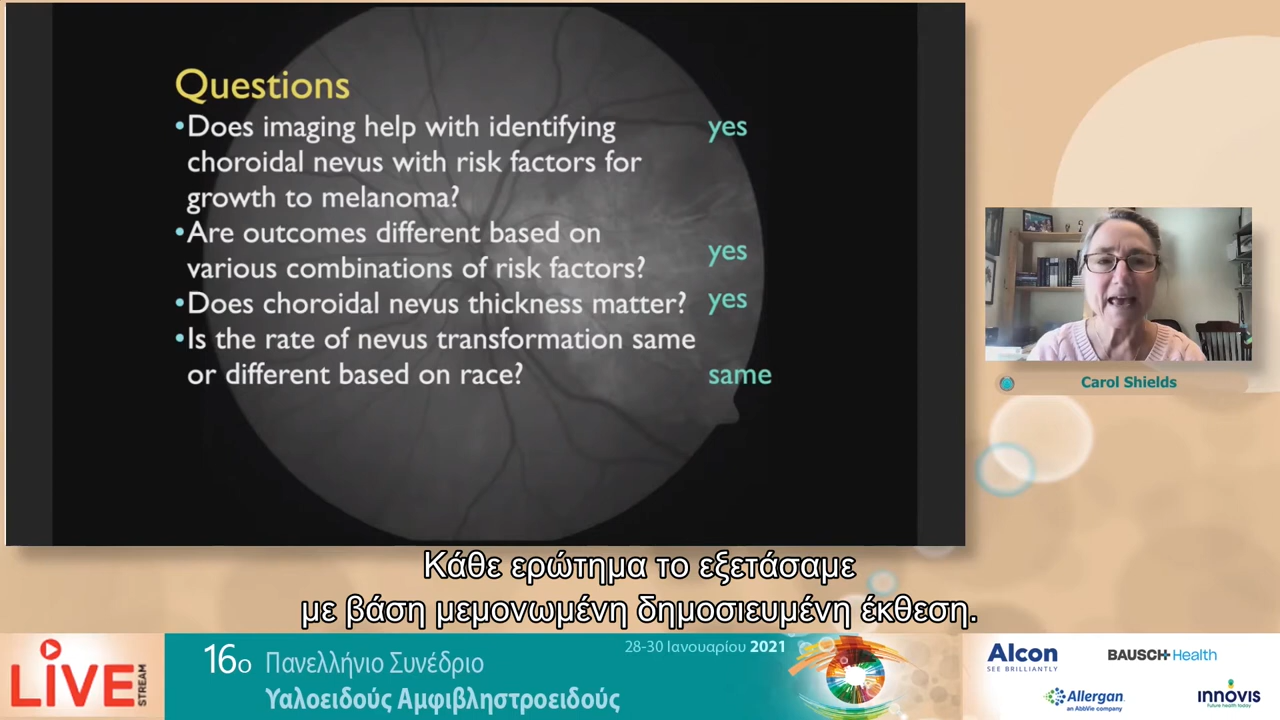 Questions
•Does imaging help with identifying yes
choroidal nevus with risk factors for
growth to melanoma?
•Are outcomes different based on
various combinations of risk factors? yes
•Does choroidal nevus thickness matter? yes
•Is the rate of nevus transformation same
or different based on race? same
Carol Shields
Κάθε ερώτημα το εξετάσαμε
με βάση μεμονωμένη δημοσιευμένη έκθεση.
LIVE
STREAM
16ο Πανελλήνιο Συνέδριο
Υαλοειδούς Αμφιβληστροειδούς
28-30 Ιανουαρίου 2021
Alcon
SEE BRILLIANTLY
BAUSCH+Health
Allergan
an AbbVie company
INNOVIS
Future health today